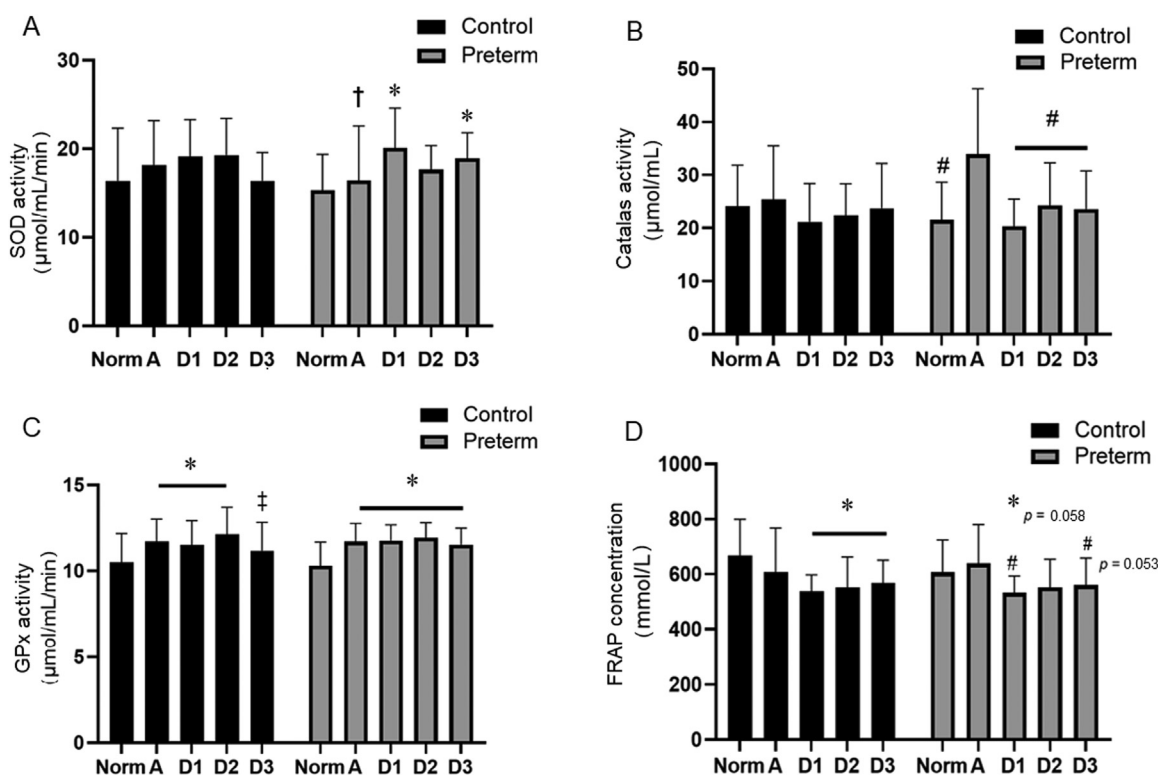 A
Control
Preterm
30
20
10
0
SOD activity
(μmol/mL/min)
†
*
*
Norm A D1 D2 D3 Norm A D1 D2 D3
B
Control
Preterm
50
40
30
20
10
0
Catalas activity
(μmol/mL)
#
#
Norm A D1 D2 D3 Norm A D1 D2 D3
C
Control
Preterm
15
10
5
0
GPx activity
(μmol/mL/min)
*
‡
*
Norm A D1 D2 D3 Norm A D1 D2 D3
D
Control
Preterm
1000
800
600
400
200
0
FRAP concentration
(mmol/L)
*
*
p = 0.058
#
#
p = 0.053
Norm A D1 D2 D3 Norm A D1 D2 D3